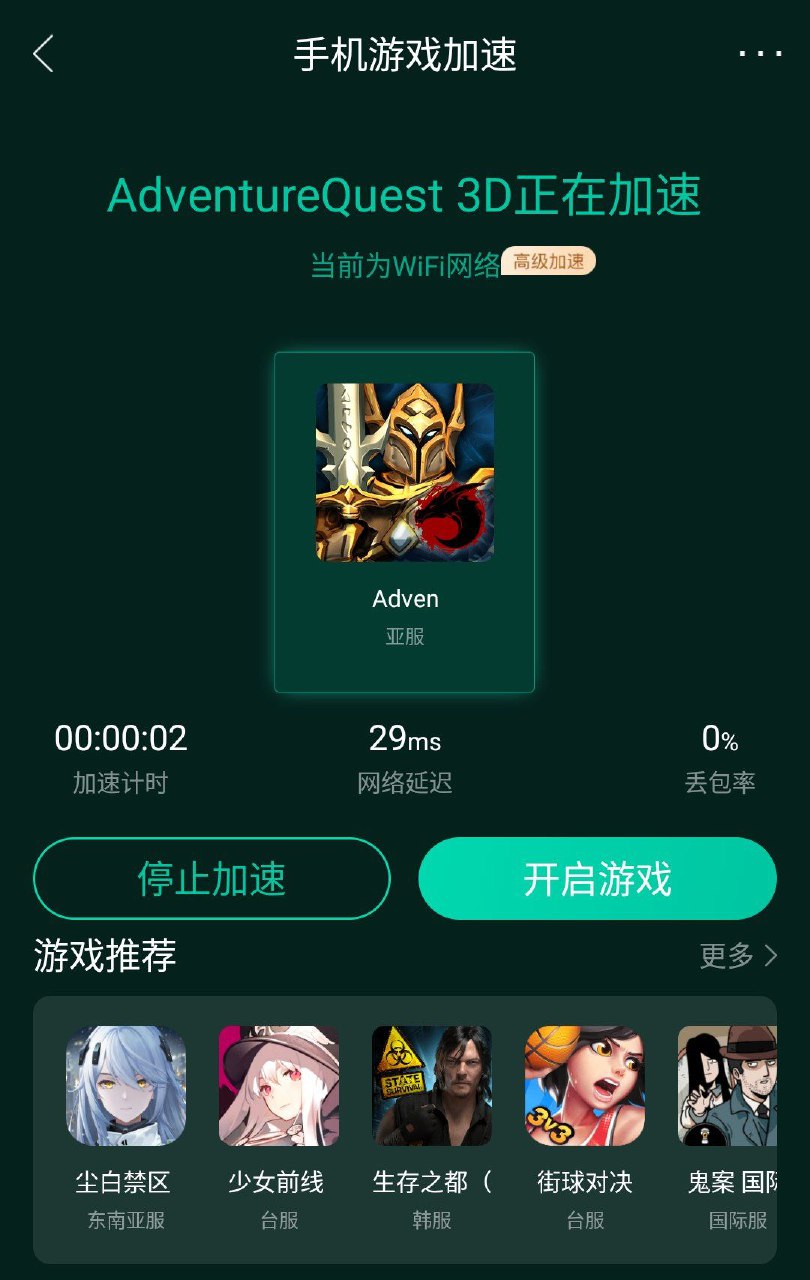 手机游戏加速
AdventureQuest 3D正在加速
当前为WiFi网络 高级加速
Adven
亚服
00:00:02 29ms 0%
加速计时 网络延迟 丢包率
停止加速 开启游戏
游戏推荐 更多
STATE
SURVIVAL
3v3
尘白禁区 少女前线 生存之都（ 街球对决 鬼案 国际
东南亚服 台服 韩服 台服 国际服